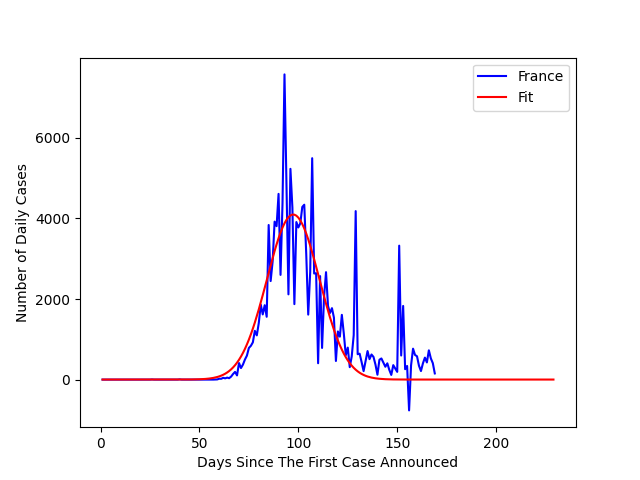 France
Fit
Number of Daily Cases
6000
4000
2000
0
0 50 100 150 200
Days Since The First Case Announced